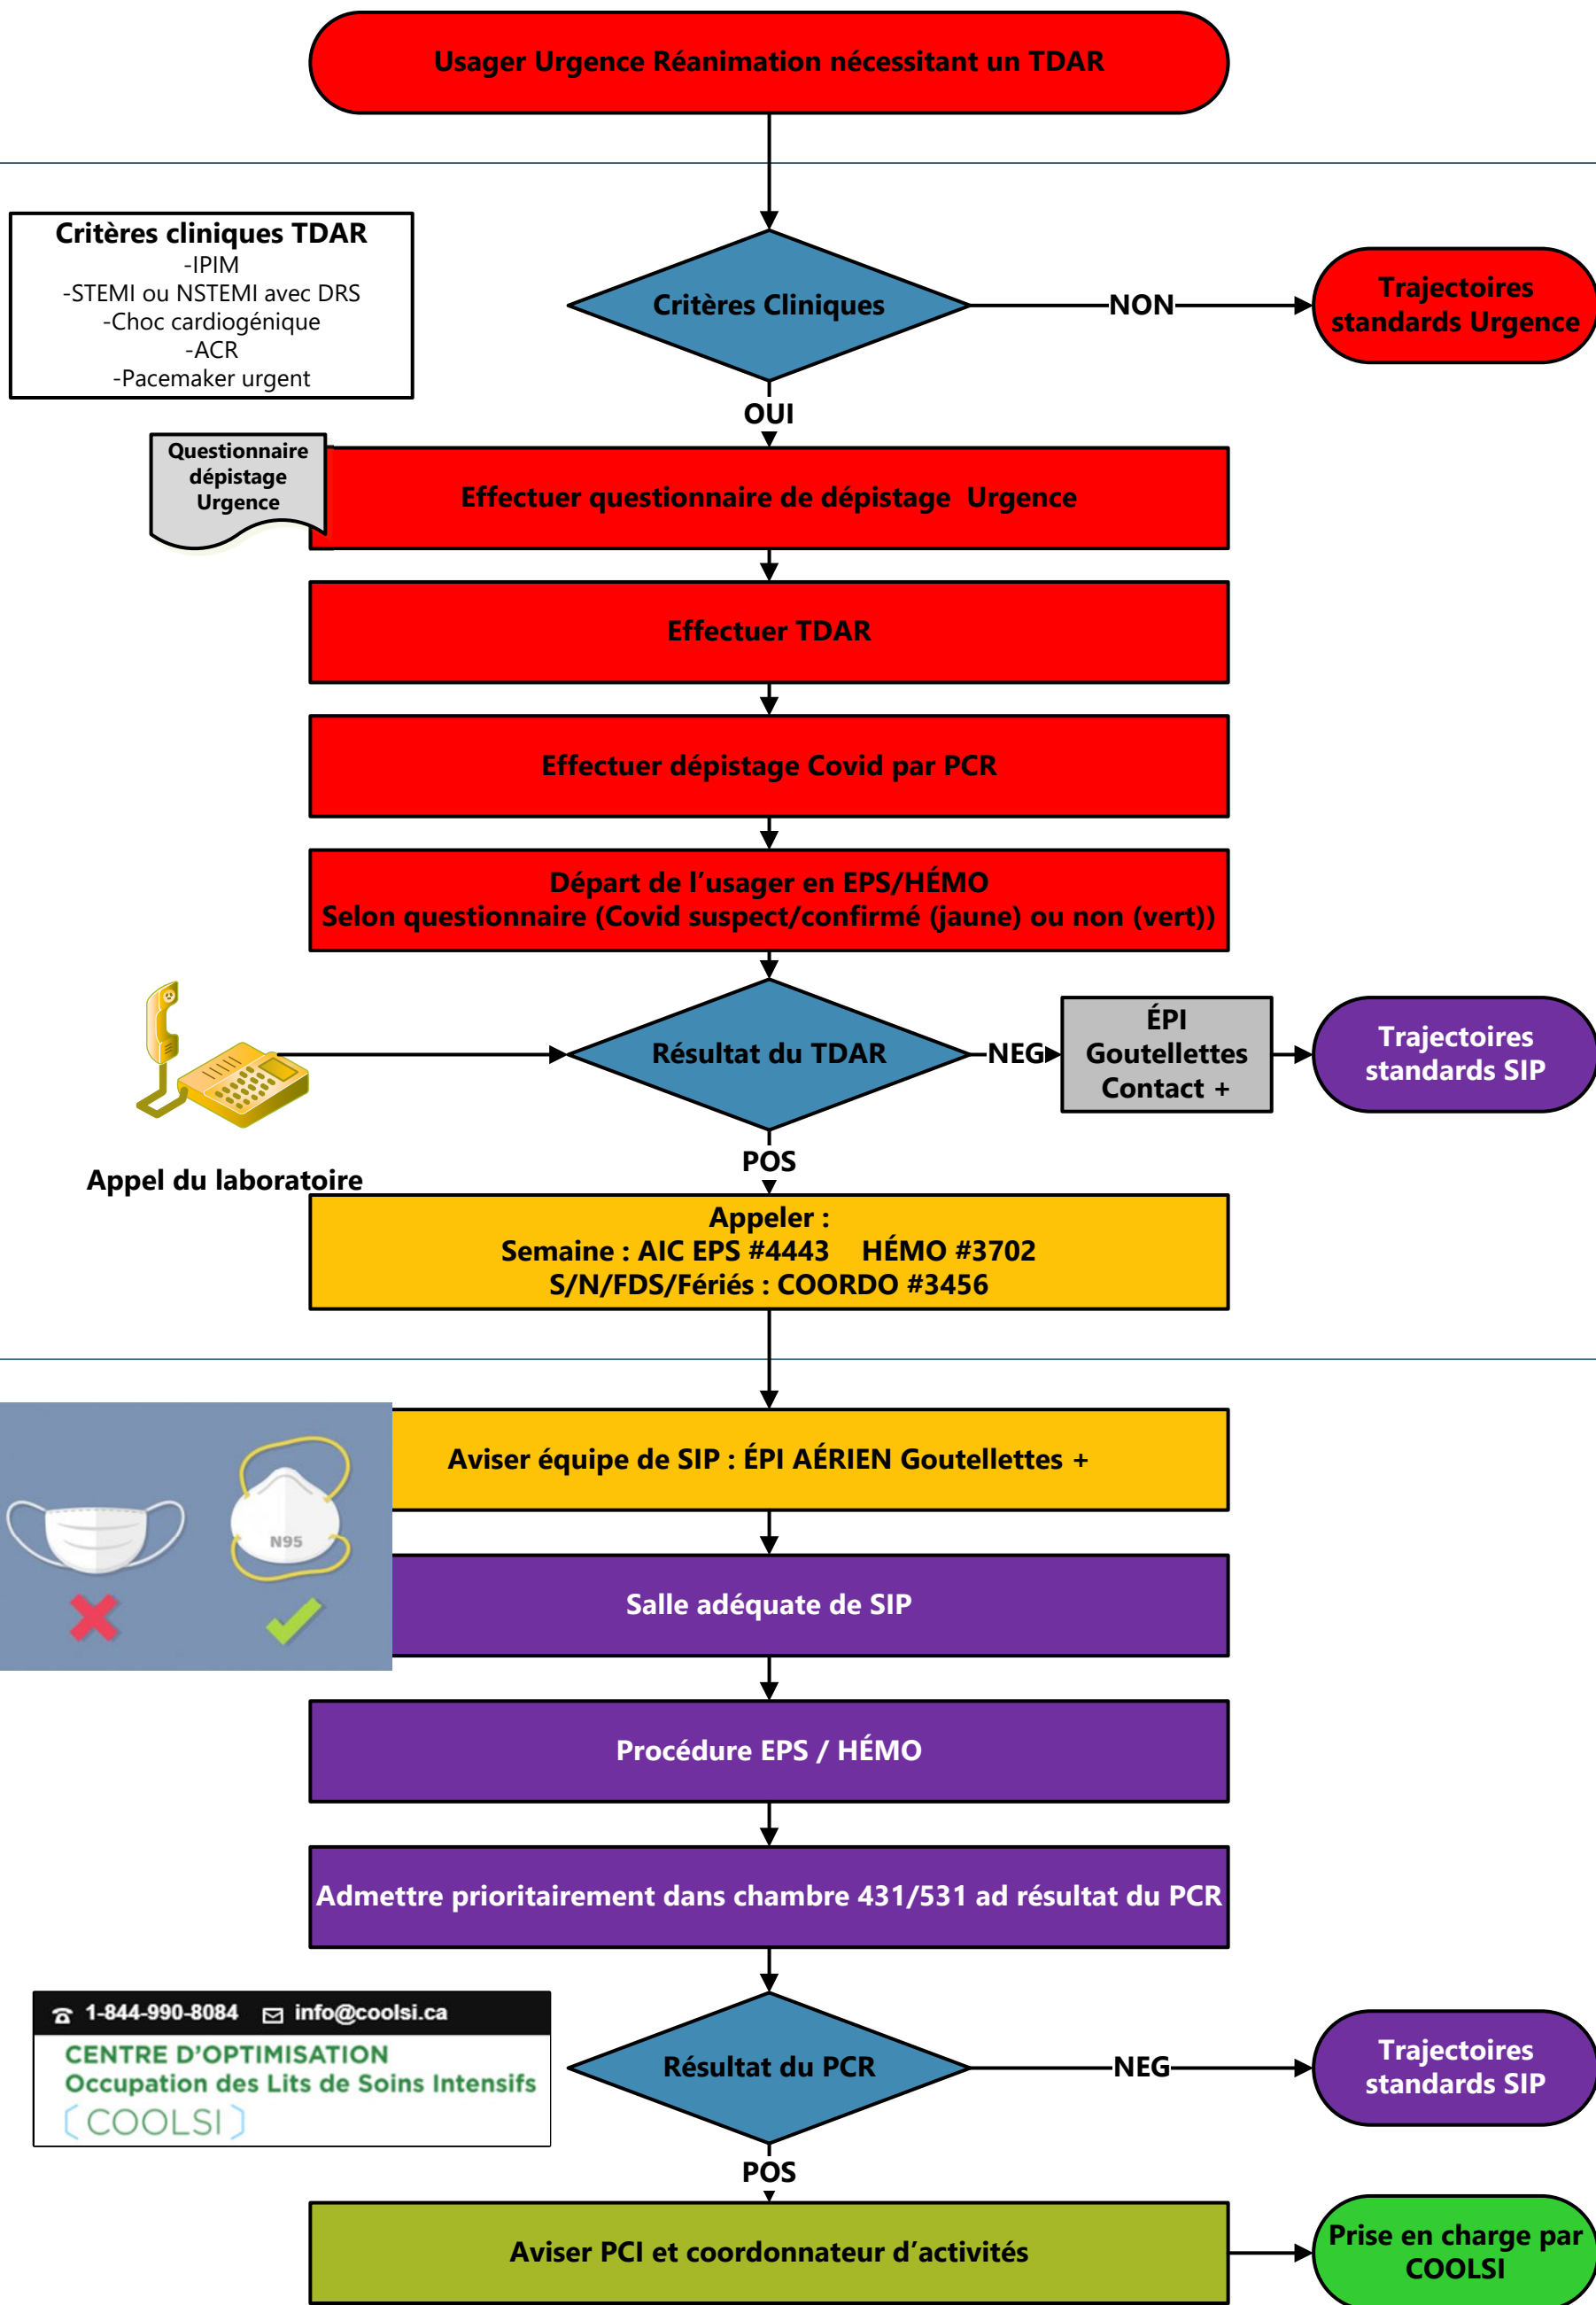 Usager Urgence Réanimation nécessitant un TDAR
Critères cliniques TDAR
-IPIM
-STEMI ou NSTEMI avec DRS
-Choc cardiogénique
-ACR
-Pacemaker urgent
Critères Cliniques
NON
Trajectoires
standards Urgence
OUI
Questionnaire
dépistage
Urgence
Effectuer questionnaire de dépistage Urgence
Effectuer TDAR
Effectuer dépistage Covid par PCR
Départ de l’usager en EPS/HÉMO
Selon questionnaire (Covid suspect/confirmé (jaune) ou non (vert))
Résultat du TDAR
NEG
ÉPI
Goutellettes
Contact +
Trajectoires
standards SIP
Appel du laboratoire
POS
Appeler :
Semaine : AIC EPS #4443 HÉMO #3702
S/N/FDS/Fériés : COORDO #3456
Aviser équipe de SIP : ÉPI AÉRIEN Goutellettes +
N95
Salle adéquate de SIP
Procédure EPS / HÉMO
Admettre prioritairement dans chambre 431/531 ad résultat du PCR
1-844-990-8084 info@coolsi.ca
CENTRE D’OPTIMISATION
Occupation des Lits de Soins Intensifs
[COOLSI]
Résultat du PCR
NEG
Trajectoires
standards SIP
POS
Aviser PCI et coordonnateur d’activités
Prise en charge par
COOLSI